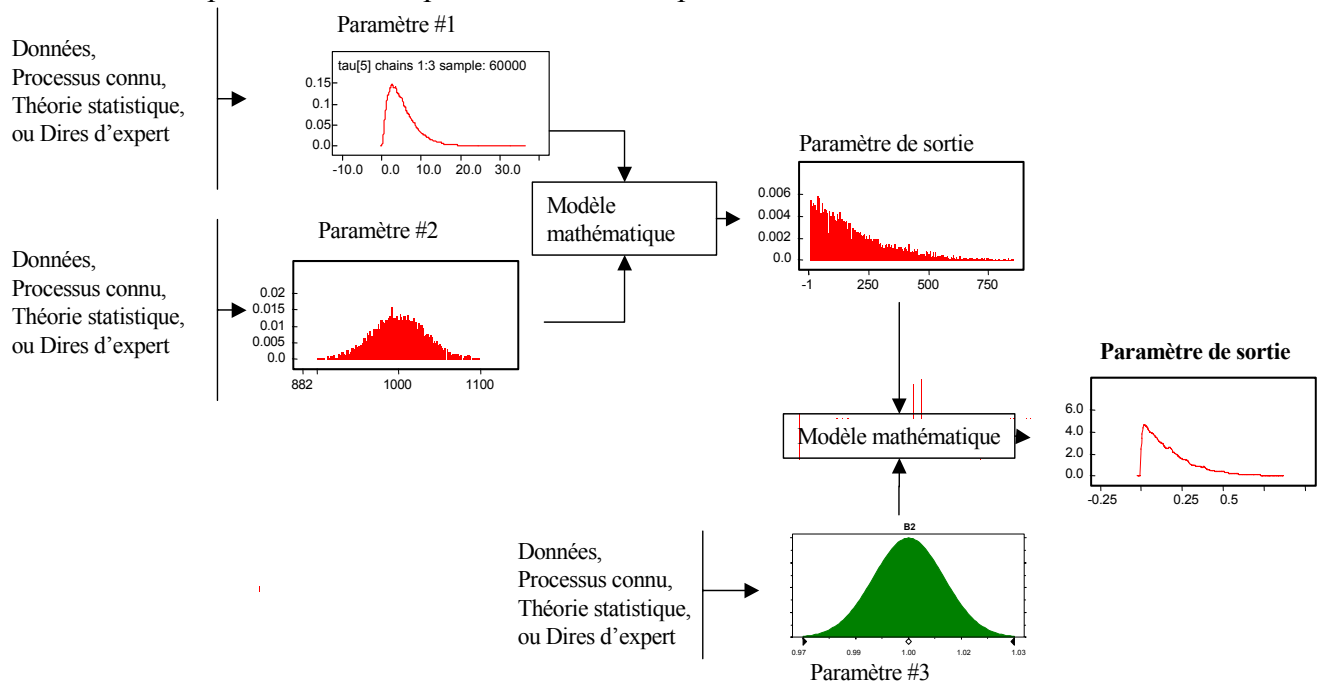 Paramètre #1
Données,
Processus connu,
Théorie statistique,
ou Dires d'expert
tau[5] chains 1:3 sample: 60000
0.15
0.1
0.05
0.0
-10.0 0.0 10.0 20.0 30.0
Paramètre de sortie
0.006
0.004
0.002
0.0
-1 250 500 750
Modèle
mathématique
Paramètre #2
Données,
Processus connu,
Théorie statistique,
ou Dires d'expert
0.02
0.015
0.01
0.005
0.0
882 1000 1100
Paramètre de sortie
6.0
4.0
2.0
0.0
-0.25 0.25 0.5
Modèle mathématique
Données,
Processus connu,
Théorie statistique,
ou Dires d'expert
B2
0.97 0.99 1.00 1.02 1.03
Paramètre #3